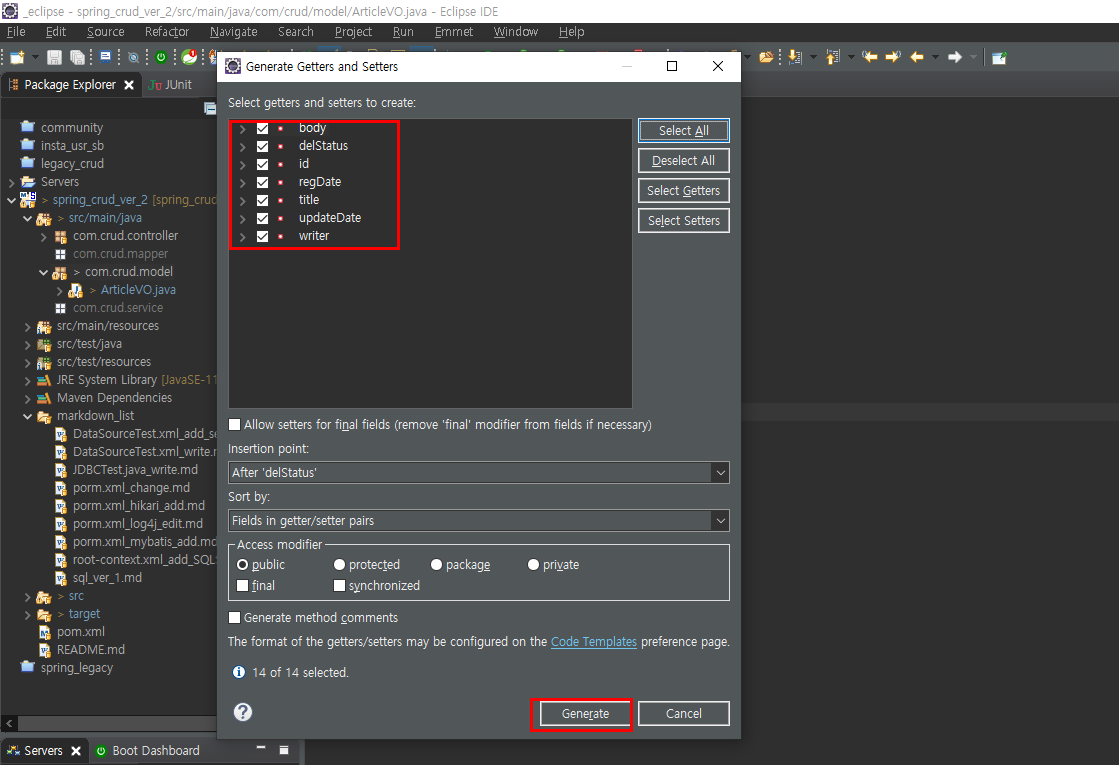 _eclipse - spring_crud_ver_2/src/main/java/com/crud/model/ArticleVO.java - Eclipse IDE
File Edit Source Refactor Navigate Search Project Run Emmet Window Help
Package Explorer
Ju JUnit
community
insta_usr_sb
legacy_crud
Servers
> spring_crud_ver_2 [spring_crud
> src/main/java
com.crud.controller
com.crud.mapper
> com.crud.model
> ArticleVO.java
com.crud.service
src/main/resources
src/test/java
src/test/resources
JRE System Library [JavaSE-11
Maven Dependencies
markdown_list
DataSourceTest.xml_add_se
DataSourceTest.xml_write.r
JDBCTest.java_write.md
porm.xml_change.md
porm.xml_hikari_add.md
porm.xml_log4j_edit.md
porm.xml_mybatis_add.md
root-context.xml_add_SQLS
sql_ver_1.md
> src
> target
pom.xml
README.md
spring_legacy
Servers
Boot Dashboard
Generate Getters and Setters
Select getters and setters to create:
body
delStatus
id
regDate
title
updateDate
writer
Select All
Deselect All
Select Getters
Select Setters
Allow setters for final fields (remove 'final' modifier from fields if necessary)
Insertion point:
After 'delStatus'
Sort by:
Fields in getter/setter pairs
Access modifier
public protected package private
final synchronized
Generate method comments
The format of the getters/setters may be configured on the Code Templates preference page.
14 of 14 selected.
Generate
Cancel